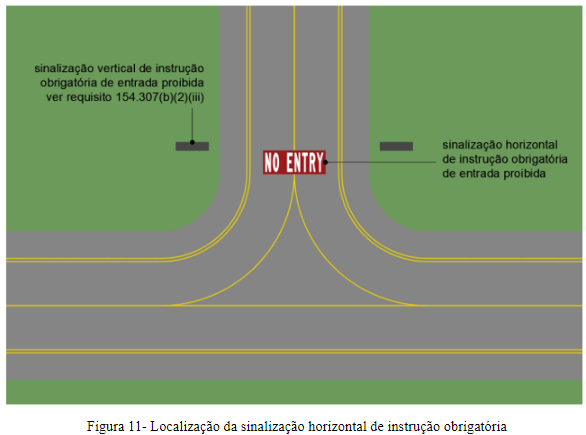 sinalização vertical de instrução
obrigatória de entrada proibida
ver requisito 154.307(b)(2)(iii)
NO ENTRY
sinalização horizontal
de instrução obrigatória
de entrada proibida
Figura 11- Localização da sinalização horizontal de instrução obrigatória